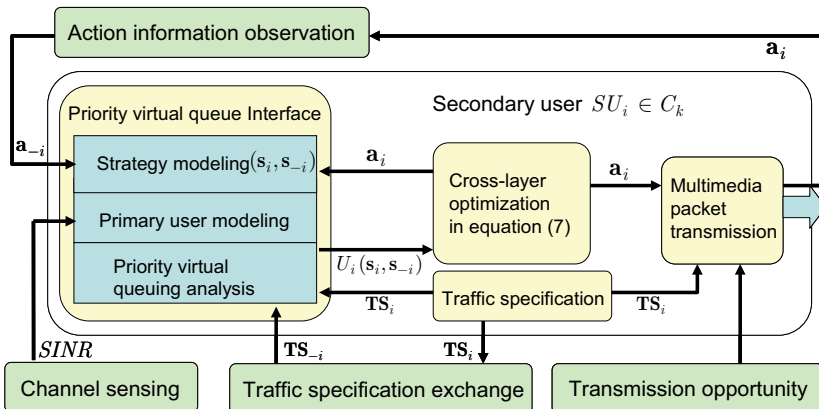 Action information observation
𝐚_i
Secondary user SU_i ∈ C_k
Priority virtual queue Interface
𝐚_{-i}
Strategy modeling(𝐬_i, 𝐬_{-i})
𝐚_i
Cross-layer
optimization
in equation (7)
𝐚_i
Multimedia
packet
transmission
Primary user modeling
Priority virtual
queuing analysis
U_i(𝐬_i, 𝐬_{-i})
𝐓𝐒_i
Traffic specification
𝐓𝐒_i
SINR
𝐓𝐒_{-i}
𝐓𝐒_i
Channel sensing
Traffic specification exchange
Transmission opportunity